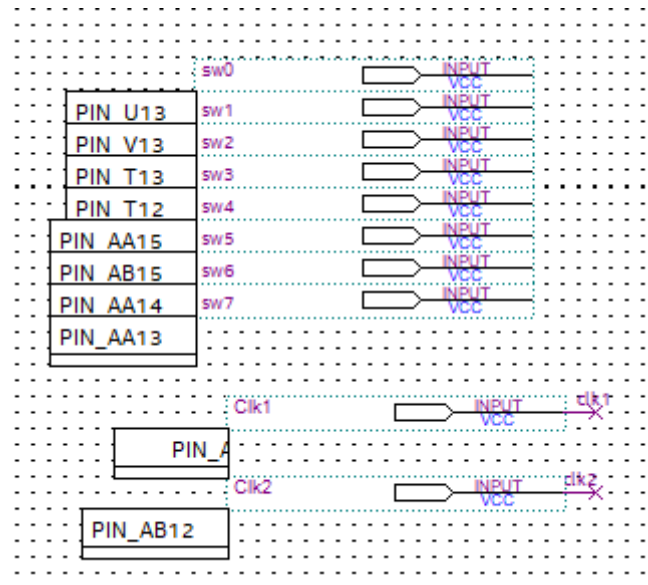 sw0 INPUT
VCC
PIN_U13 sw1 INPUT
VCC
PIN_V13 sw2 INPUT
VCC
PIN_T13 sw3 INPUT
VCC
PIN_T12 sw4 INPUT
VCC
PIN_AA15 sw5 INPUT
VCC
PIN_AB15 sw6 INPUT
VCC
PIN_AA14 sw7 INPUT
VCC
PIN_AA13
Clk1 INPUT clk1
VCC
Clk2 INPUT clk2
VCC
PIN_AB12